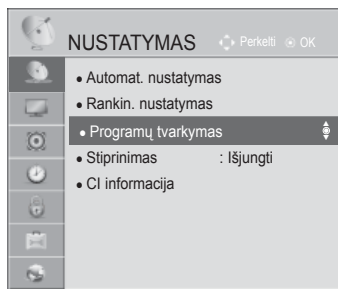 NUSTATYMAS Perkelti OK
Automat. nustatymas
Rankin. nustatymas
Programų tvarkymas
Stiprinimas : Išjungti
CI informacija